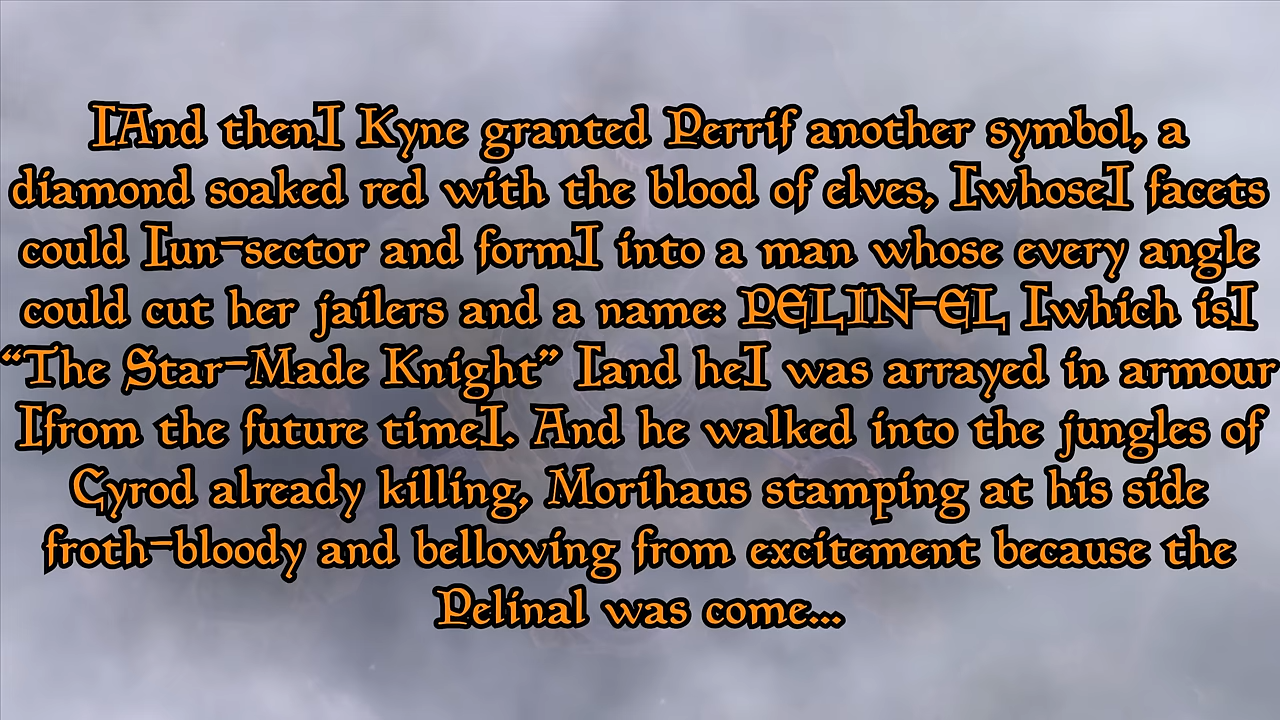 [And then] Kyne granted Perrif another symbol, a
diamond soaked red with the blood of elves, [whose] facets
could [un-sector and form] into a man whose every angle
could cut her jailers and a name: PELIN-EL [which is]
“The Star-Made Knight” [and he] was arrayed in armour
[from the future time]. And he walked into the jungles of
Cyrod already killing, Morihaus stamping at his side
froth-bloody and bellowing from excitement because the
Pelinal was come...